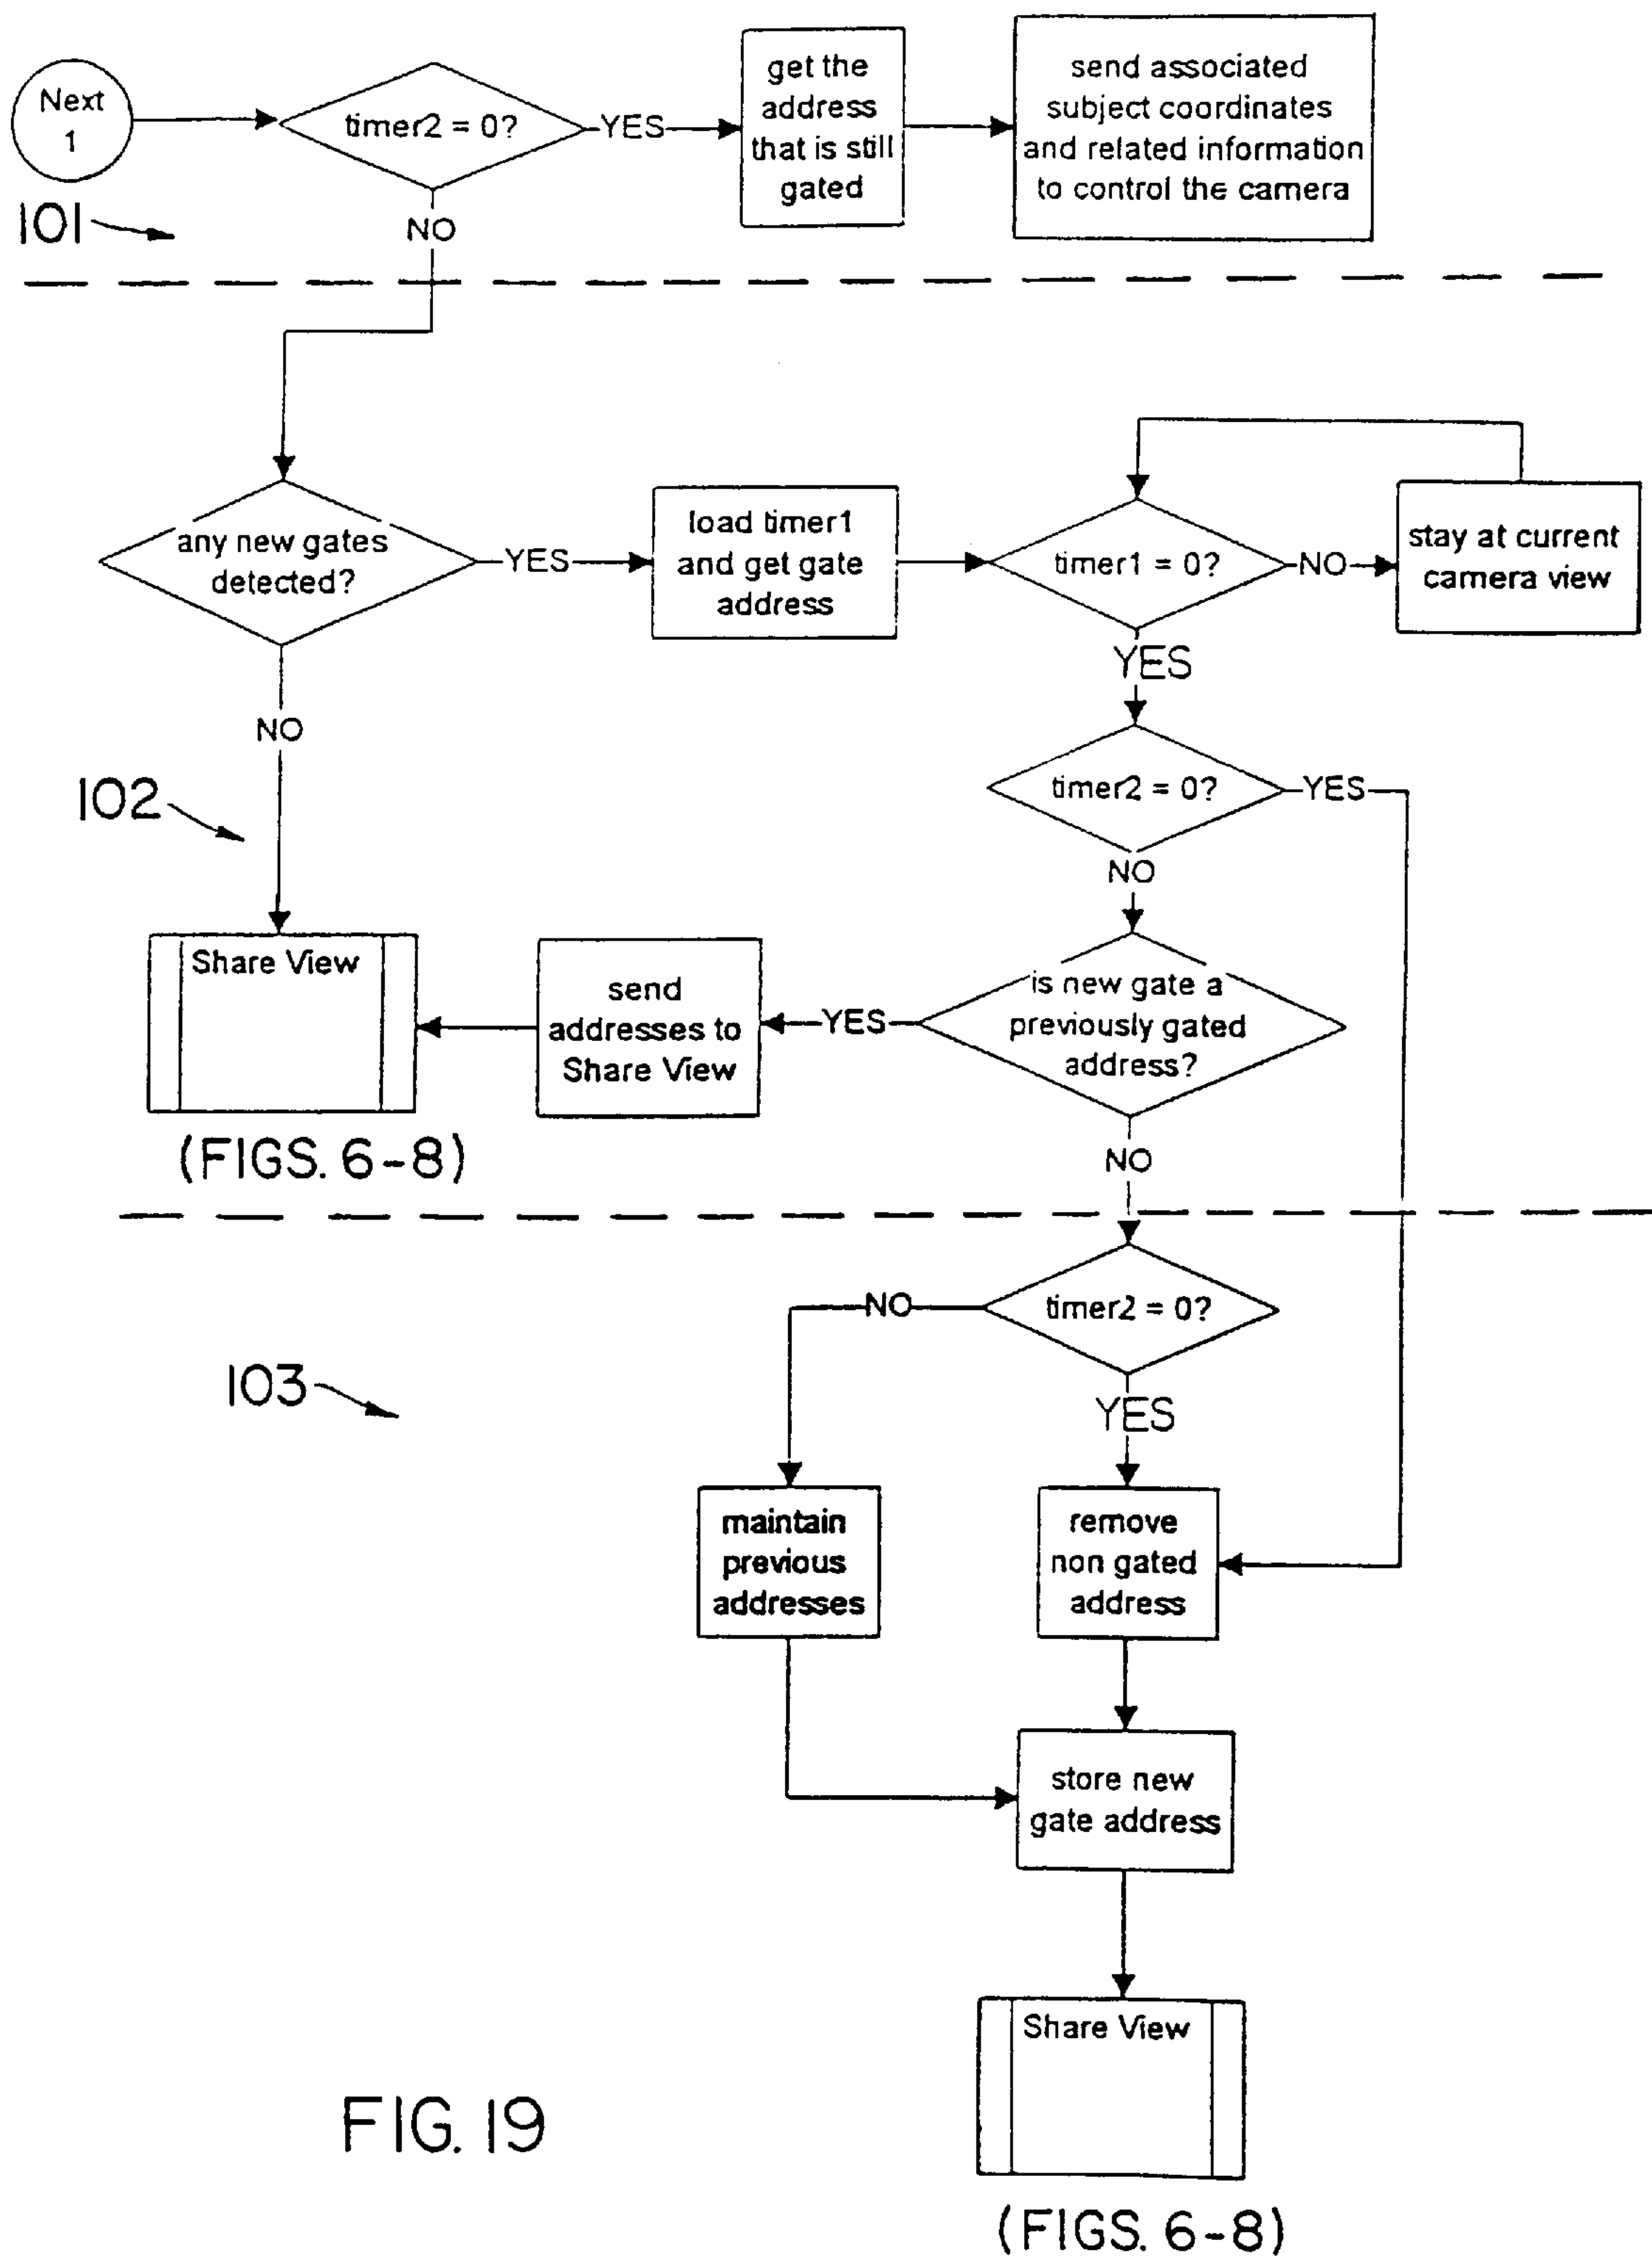 Next
1
timer2 = 0?
YES
get the
address
that is still
gated
send associated
subject coordinates
and related information
to control the camera
101
NO
any new gates
detected?
YES
load timer1
and get gate
address
timer1 = 0?
NO
stay at current
camera view
YES
NO
timer2 = 0?
YES
102
NO
Share View
send
addresses to
Share View
YES
is new gate a
previously gated
address?
(FIGS. 6-8)
NO
NO
timer2 = 0?
103
YES
maintain
previous
addresses
remove
non gated
address
store new
gate address
Share View
FIG. 19
(FIGS. 6-8)